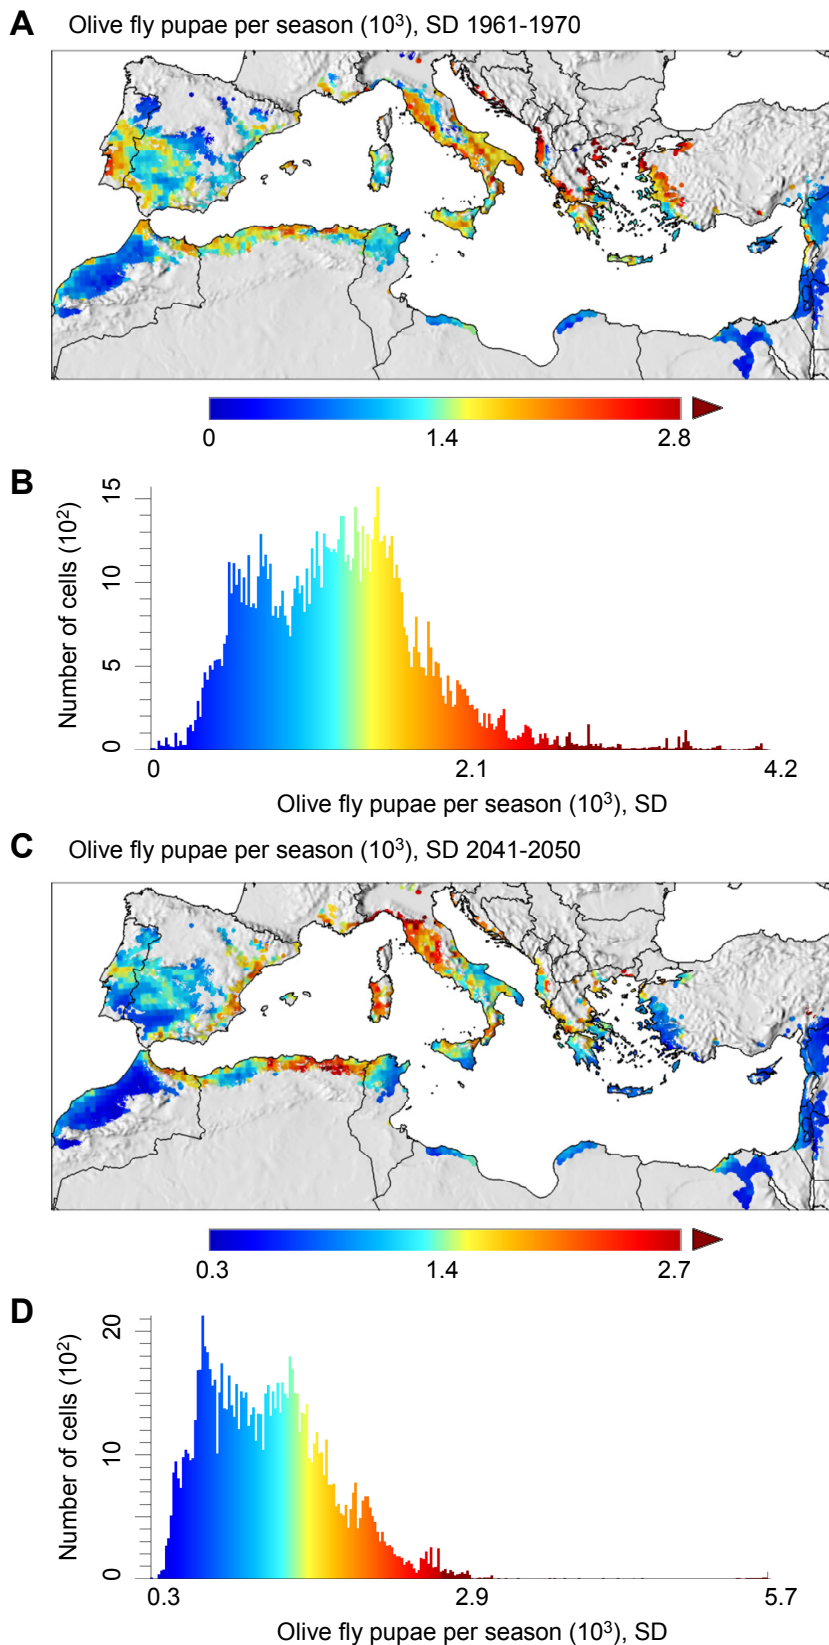 A Olive fly pupae per season (10³), SD 1961-1970
0 1.4 2.8
B
Number of cells (10²)
15
10
5
0
0 2.1 4.2
Olive fly pupae per season (10³), SD
C Olive fly pupae per season (10³), SD 2041-2050
0.3 1.4 2.7
D
Number of cells (10²)
20
10
0
0.3 2.9 5.7
Olive fly pupae per season (10³), SD